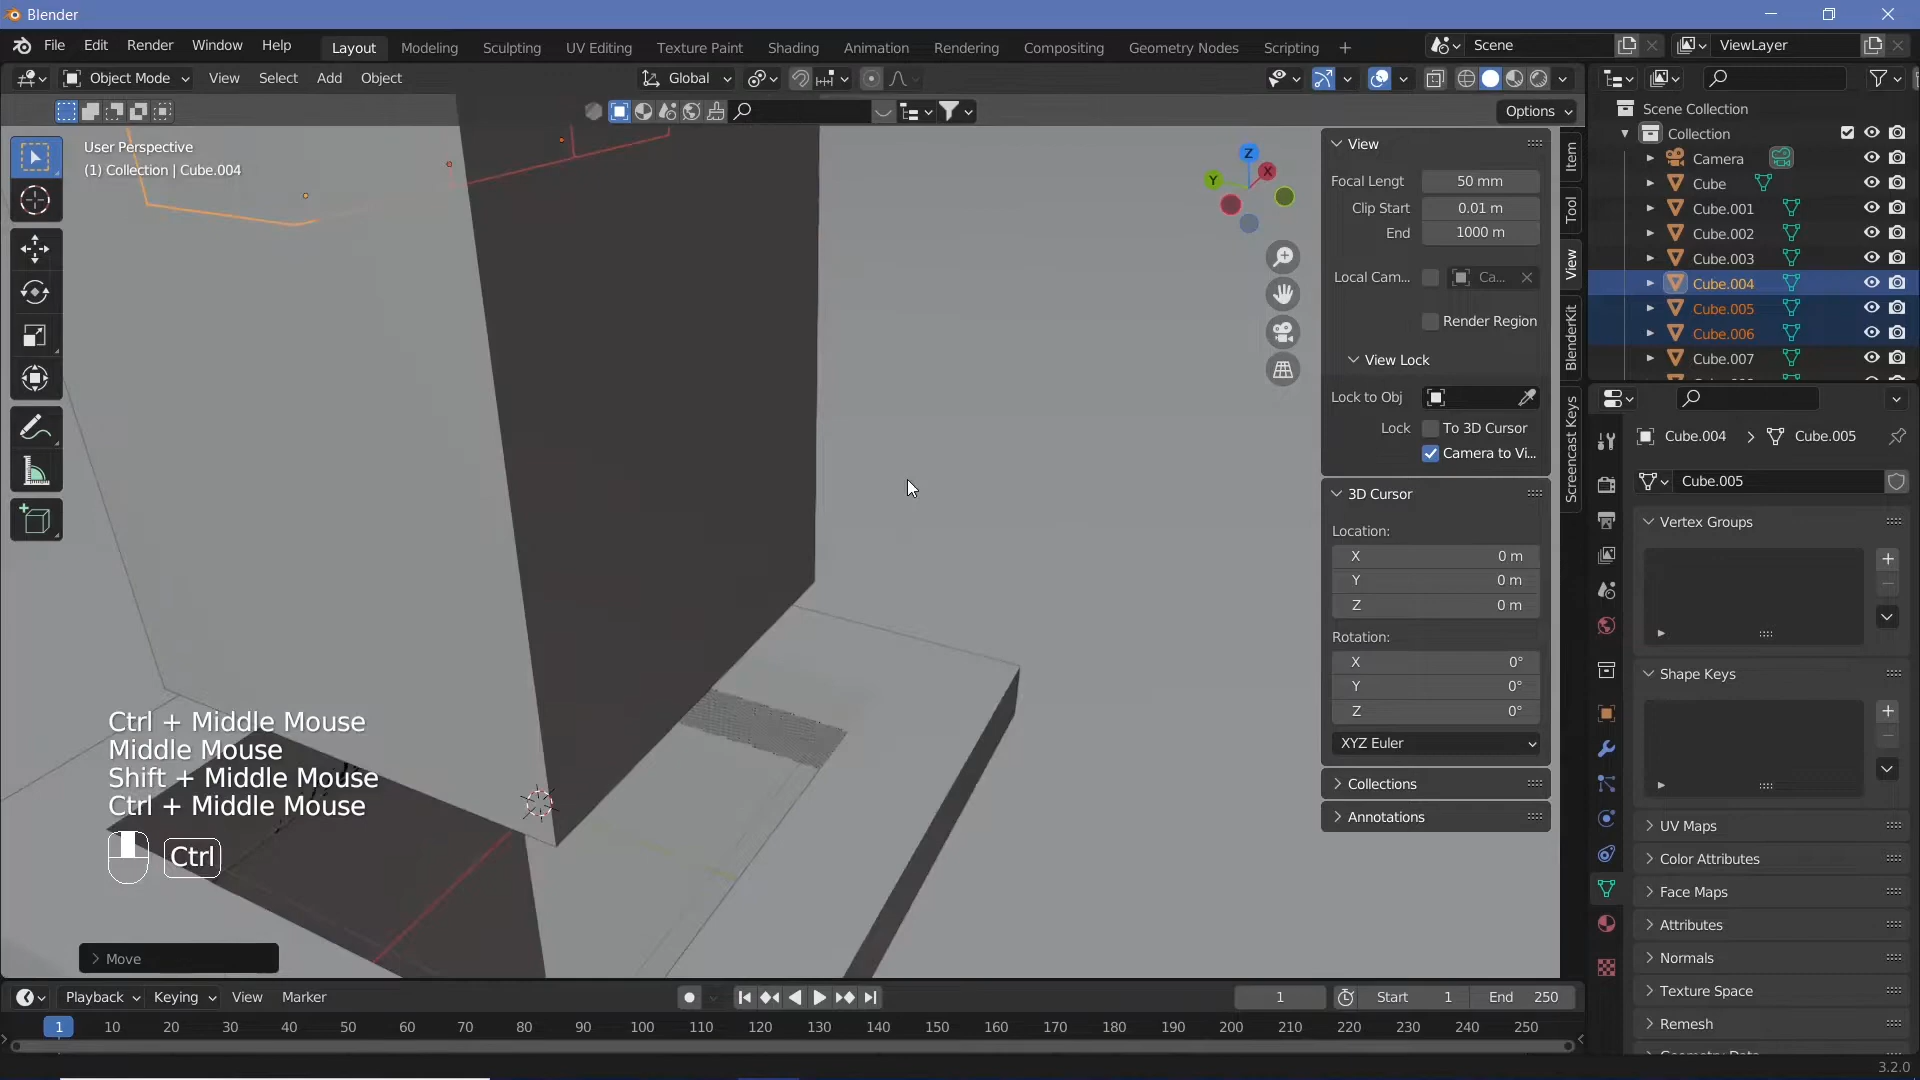 Blender
File Edit Render Window Help
Layout Modeling Sculpting UV Editing Texture Paint Shading Animation Rendering Compositing Geometry Nodes Scripting
Scene
ViewLayer
Object Mode View Select Add Object
Global
Options
User Perspective
(1) Collection | Cube.004
Z
X
Y
View
Focal Lengt 50 mm
Clip Start 0.01 m
End 1000 m
Local Cam... Ca...
Render Region
View Lock
Lock to Obj
Lock To 3D Cursor
Camera to Vi...
3D Cursor
Location:
X 0 m
Y 0 m
Z 0 m
Rotation:
X 0°
Y 0°
Z 0°
XYZ Euler
Collections
Annotations
Item
Tool
View
BlenderKit
Screencast Keys
Scene Collection
Collection
Camera
Cube
Cube.001
Cube.002
Cube.003
Cube.004
Cube.005
Cube.006
Cube.007
Cube.004 Cube.005
Cube.005
Vertex Groups
Shape Keys
UV Maps
Color Attributes
Face Maps
Attributes
Normals
Texture Space
Remesh
Ctrl + Middle Mouse
Middle Mouse
Shift + Middle Mouse
Ctrl + Middle Mouse
Ctrl
Move
Playback Keying View Marker
1 Start 1 End 250
1 10 20 30 40 50 60 70 80 90 100 110 120 130 140 150 160 170 180 190 200 210 220 230 240 250
3.2.0